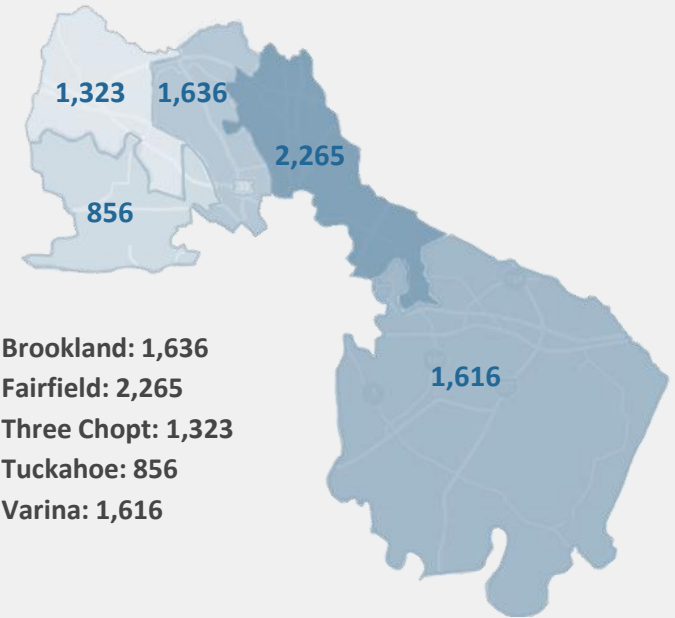 1,323
1,636
2,265
856
1,616
Brookland: 1,636
Fairfield: 2,265
Three Chopt: 1,323
Tuckahoe: 856
Varina: 1,616